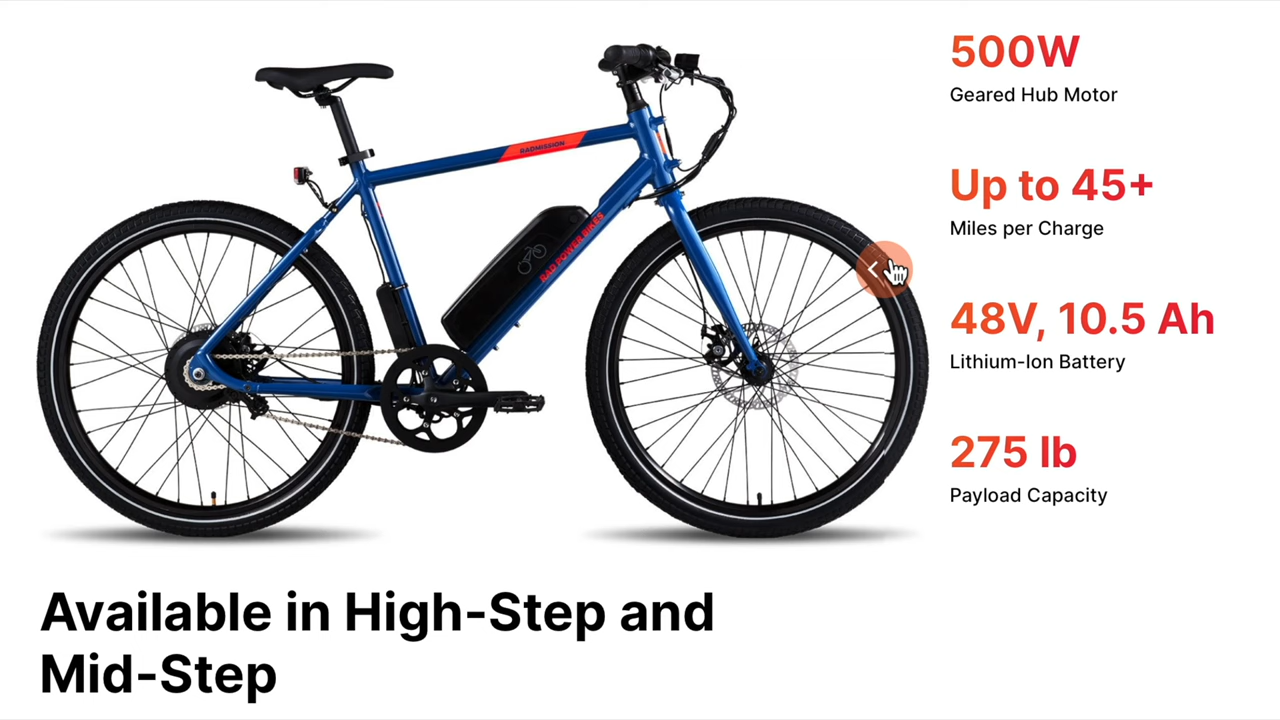 RADMISSION
RAD POWER BIKES
500W
Geared Hub Motor
Up to 45+
Miles per Charge
48V, 10.5 Ah
Lithium-Ion Battery
275 lb
Payload Capacity
Available in High-Step and
Mid-Step